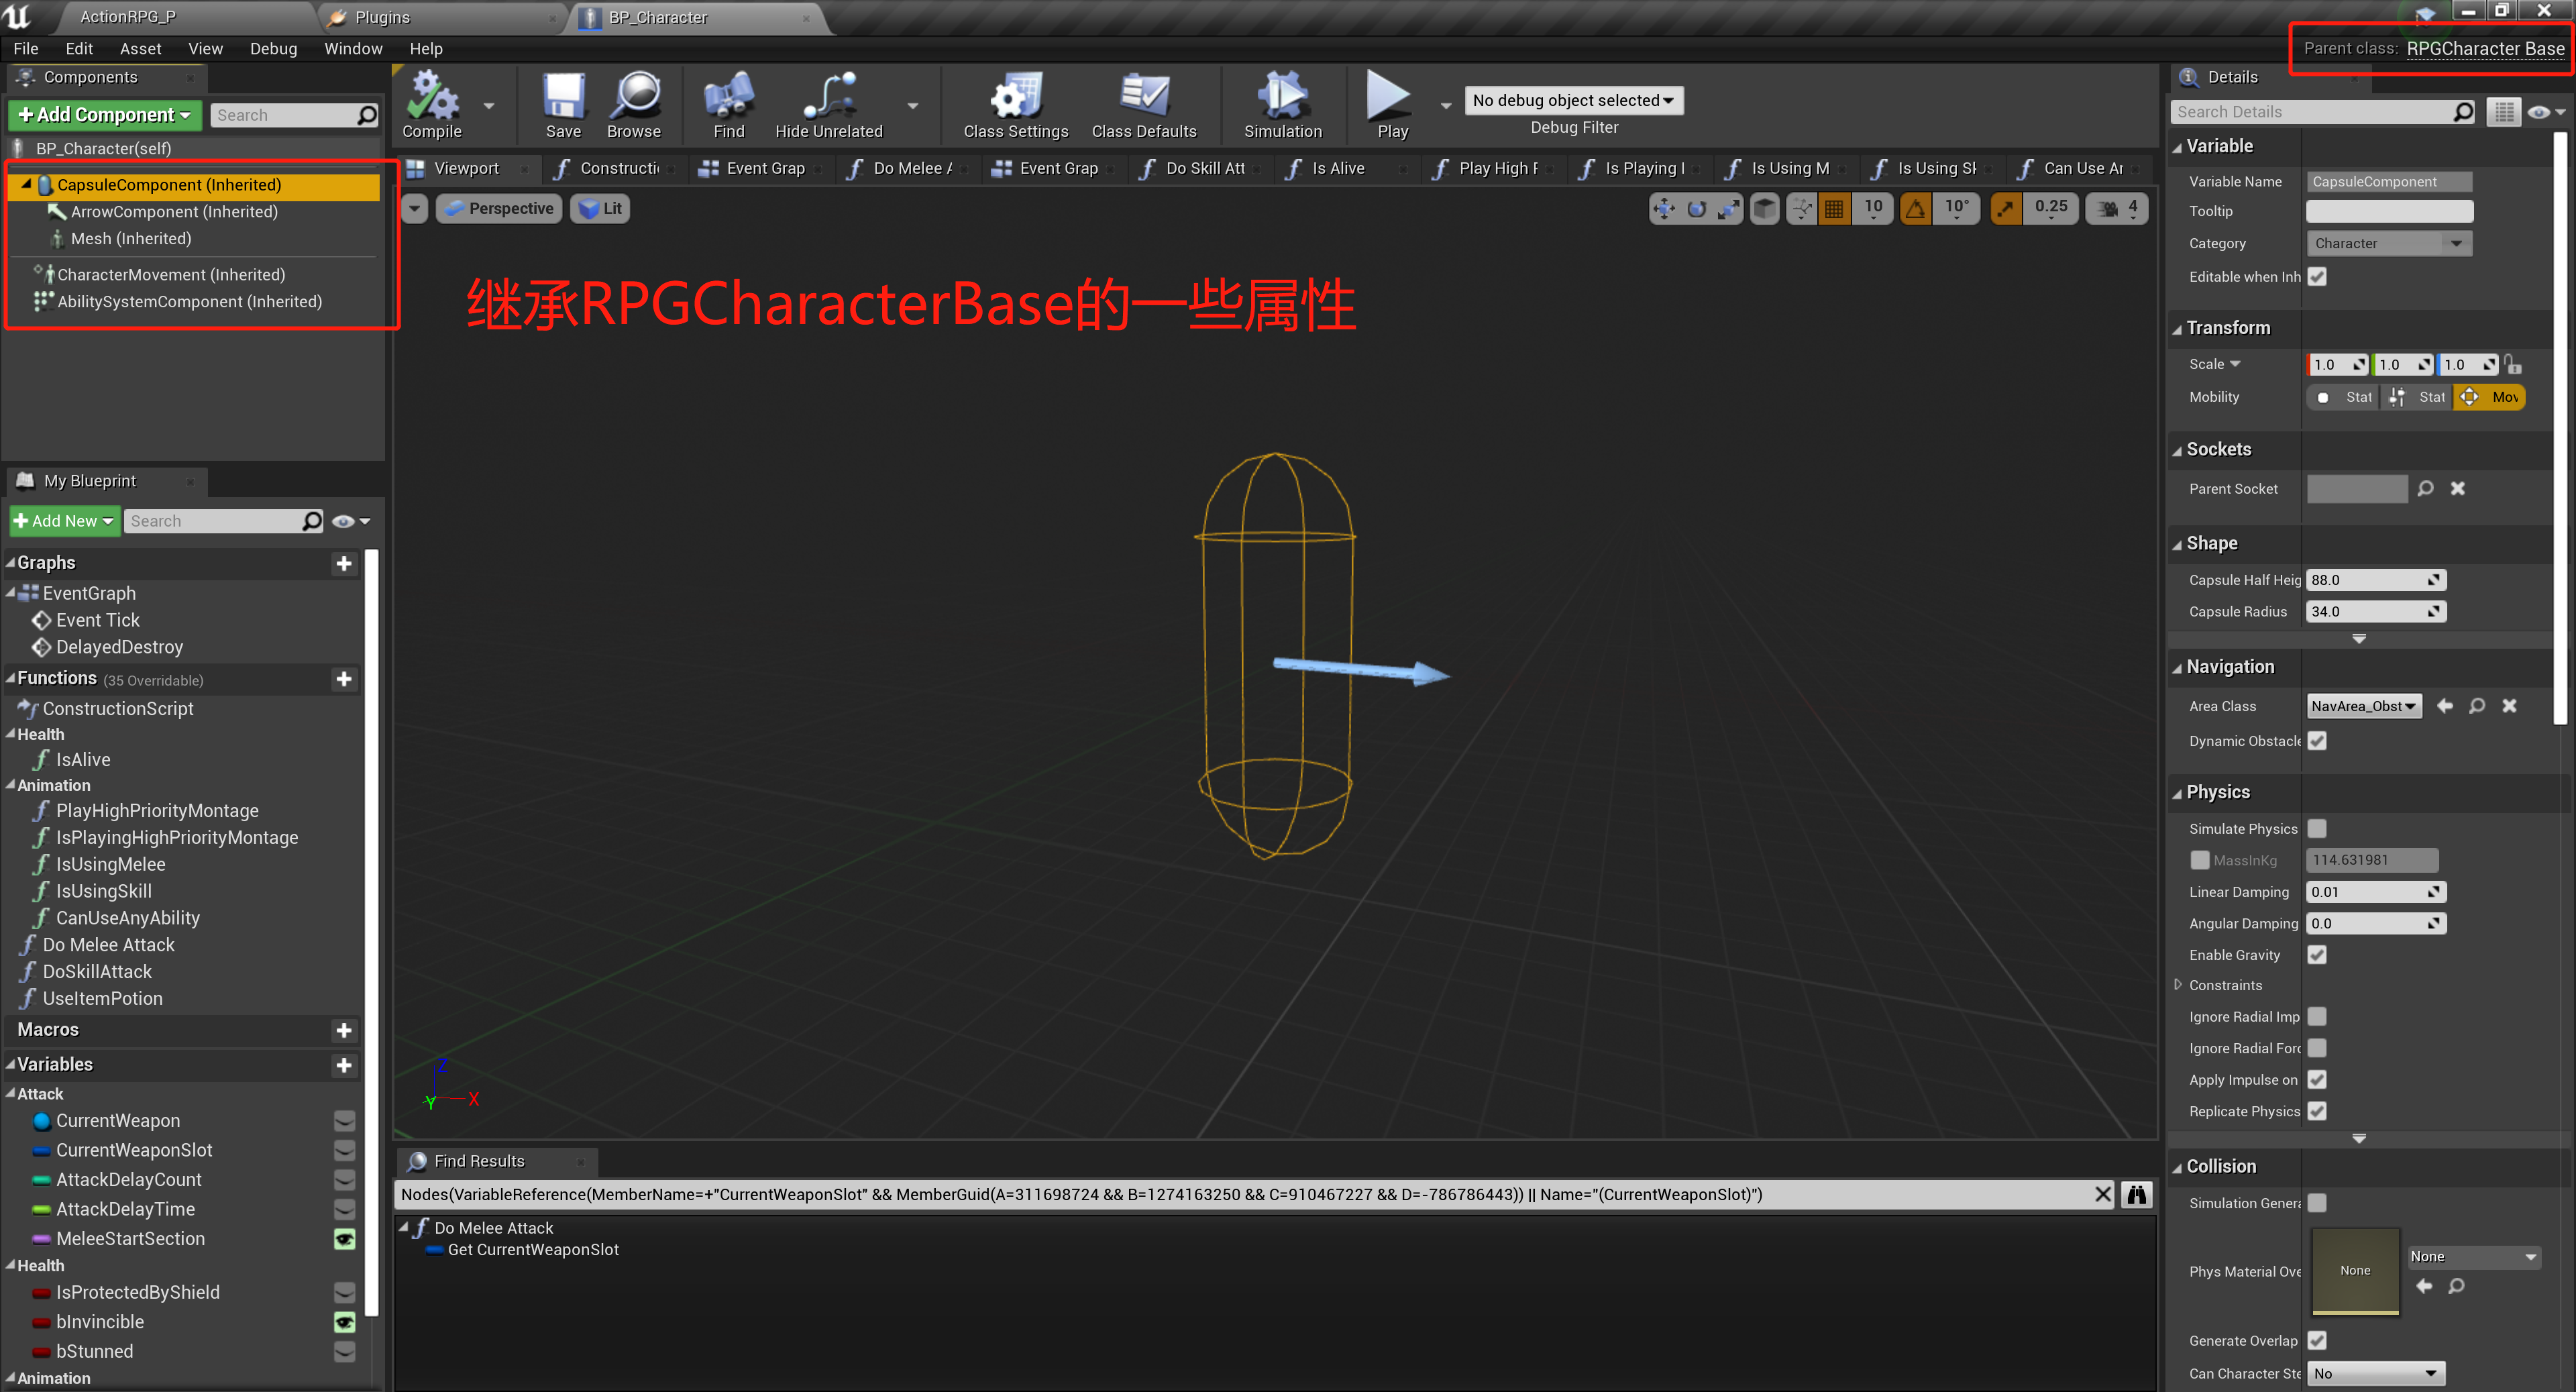 ActionRPG_P
Plugins
BP_Character
File Edit Asset View Debug Window Help
Parent class: RPGCharacter Base
Components
Add Component
Search
BP_Character(self)
CapsuleComponent (Inherited)
ArrowComponent (Inherited)
Mesh (Inherited)
CharacterMovement (Inherited)
AbilitySystemComponent (Inherited)
My Blueprint
Add New
Search
Graphs
EventGraph
Event Tick
DelayedDestroy
Functions (35 Overridable)
ConstructionScript
Health
IsAlive
Animation
PlayHighPriorityMontage
IsPlayingHighPriorityMontage
IsUsingMelee
IsUsingSkill
CanUseAnyAbility
Do Melee Attack
DoSkillAttack
UseItemPotion
Macros
Variables
Attack
CurrentWeapon
CurrentWeaponSlot
AttackDelayCount
AttackDelayTime
MeleeStartSection
Health
IsProtectedByShield
bInvincible
bStunned
Animation
Compile
Save
Browse
Find
Hide Unrelated
Class Settings
Class Defaults
Simulation
Play
No debug object selected
Debug Filter
Viewport
Constructi
Event Grap
Do Melee A
Event Grap
Do Skill Att
Is Alive
Play High F
Is Playing I
Is Using M
Is Using Sk
Can Use Ar
Perspective
Lit
10
10°
0.25
4
继承RPGCharacterBase的一些属性
Z
Y
X
Find Results
Nodes(VariableReference(MemberName=+"CurrentWeaponSlot" && MemberGuid(A=311698724 && B=1274163250 && C=910467227 && D=-786786443)) || Name="(CurrentWeaponSlot)")
Do Melee Attack
Get CurrentWeaponSlot
Details
Search Details
Variable
Variable Name CapsuleComponent
Tooltip
Category Character
Editable when Inh
Transform
Scale 1.0 1.0 1.0
Mobility Stat Stat Mov
Sockets
Parent Socket
Shape
Capsule Half Heig 88.0
Capsule Radius 34.0
Navigation
Area Class NavArea_Obst
Dynamic Obstacle
Physics
Simulate Physics
MassInKg 114.631981
Linear Damping 0.01
Angular Damping 0.0
Enable Gravity
Constraints
Ignore Radial Imp
Ignore Radial Forc
Apply Impulse on
Replicate Physics
Collision
Simulation Genera
Phys Material Ove None None
Generate Overlap
Can Character Ste No